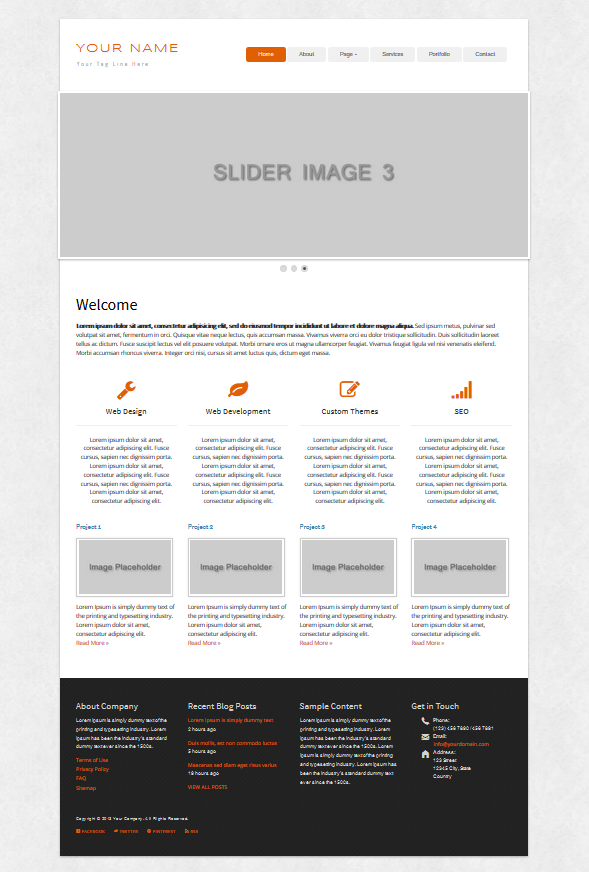 YOUR NAME
Your Tag Line Here
Home About Page Services Portfolio Contact
SLIDER IMAGE 3
Welcome
Lorem ipsum dolor sit amet, consectetur adipiscing elit, sed do eiusmod tempor incididunt ut labore et dolore magna aliqua. Sed ipsum metus, pulvinar sed
volutpat sit amet, fermentum in orci. Quisque vitae neque lectus, quis accumsan massa. Vivamus viverra orci eu dolor tristique sollicitudin. Duis sollicitudin laoreet
tellus ac dictum. Fusce suscipit lectus vel elit posuere volutpat. Morbi ornare eros ut magna ullamcorper feugiat. Vivamus feugiat ligula vel nisi venenatis eleifend.
Morbi accumsan rhoncus viverra. Integer orci nisi, cursus sit amet luctus quis, dictum eget massa.
Web Design
Lorem ipsum dolor sit amet,
consectetur adipiscing elit. Fusce
cursus, sapien nec dignissim porta.
Lorem ipsum dolor sit amet,
consectetur adipiscing elit. Fusce
cursus, sapien nec dignissim porta.
Lorem ipsum dolor sit amet,
consectetur adipiscing elit.
Web Development
Lorem ipsum dolor sit amet,
consectetur adipiscing elit. Fusce
cursus, sapien nec dignissim porta.
Lorem ipsum dolor sit amet,
consectetur adipiscing elit. Fusce
cursus, sapien nec dignissim porta.
Lorem ipsum dolor sit amet,
consectetur adipiscing elit.
Custom Themes
Lorem ipsum dolor sit amet,
consectetur adipiscing elit. Fusce
cursus, sapien nec dignissim porta.
Lorem ipsum dolor sit amet,
consectetur adipiscing elit. Fusce
cursus, sapien nec dignissim porta.
Lorem ipsum dolor sit amet,
consectetur adipiscing elit.
SEO
Lorem ipsum dolor sit amet,
consectetur adipiscing elit. Fusce
cursus, sapien nec dignissim porta.
Lorem ipsum dolor sit amet,
consectetur adipiscing elit. Fusce
cursus, sapien nec dignissim porta.
Lorem ipsum dolor sit amet,
consectetur adipiscing elit.
Project 1
Image Placeholder
Lorem Ipsum is simply dummy text of
the printing and typesetting industry.
Lorem ipsum dolor sit amet,
consectetur adipiscing elit.
Read More »
Project 2
Image Placeholder
Lorem Ipsum is simply dummy text of
the printing and typesetting industry.
Lorem ipsum dolor sit amet,
consectetur adipiscing elit.
Read More »
Project 3
Image Placeholder
Lorem Ipsum is simply dummy text of
the printing and typesetting industry.
Lorem ipsum dolor sit amet,
consectetur adipiscing elit.
Read More »
Project 4
Image Placeholder
Lorem Ipsum is simply dummy text of
the printing and typesetting industry.
Lorem ipsum dolor sit amet,
consectetur adipiscing elit.
Read More »
About Company
Lorem Ipsum is simply dummy text of the
printing and typesetting industry. Lorem
Ipsum has been the industry's standard
dummy text ever since the 1500s.
Terms of Use
Privacy Policy
FAQ
Sitemap
Recent Blog Posts
Lorem Ipsum is simply dummy text
2 hours ago
Duis mollis, est non commodo luctus
5 hours ago
Maecenas sed diam eget risus varius
19 hours ago
VIEW ALL POSTS
Sample Content
Lorem Ipsum is simply dummy text of the
printing and typesetting industry. Lorem
Ipsum has been the industry's standard
dummy text ever since the 1500s. Lorem
Ipsum is simply dummy text of the printing
and typesetting industry. Lorem Ipsum has
been the industry's standard dummy text
ever since the 1500s.
Get in Touch
Phone:
(123) 456 7890 / 456 7891
Email:
info@yourdomain.com
Address:
123 Street
12345 City, State
Country
Copyright © 2013 Your Company. All Rights Reserved.
FACEBOOK TWITTER PINTEREST RSS